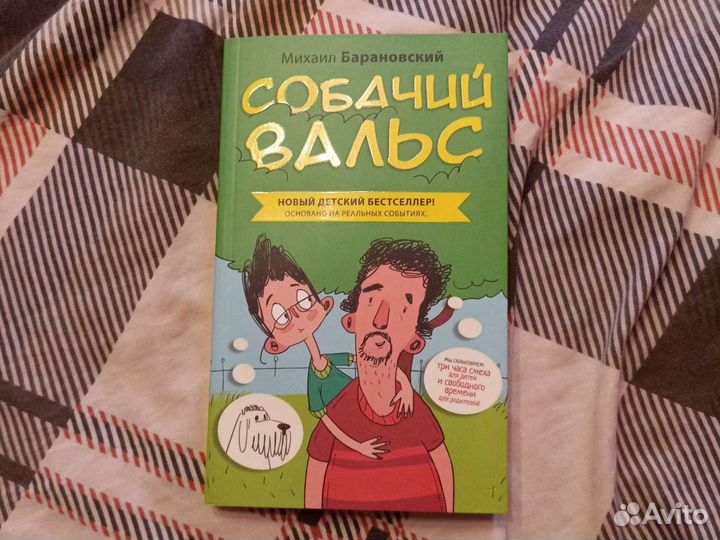 Михаил Барановский
СОБАЧИЙ
ВАЛЬС
НОВЫЙ ДЕТСКИЙ БЕСТСЕЛЛЕР!
ОСНОВАНО НА РЕАЛЬНЫХ СОБЫТИЯХ.
МЫ ГАРАНТИРУЕМ:
ТРИ ЧАСА СМЕХА
ДЛЯ ДЕТЕЙ
И СВОБОДНОГО
ВРЕМЕНИ
ДЛЯ РОДИТЕЛЕЙ!
Avito